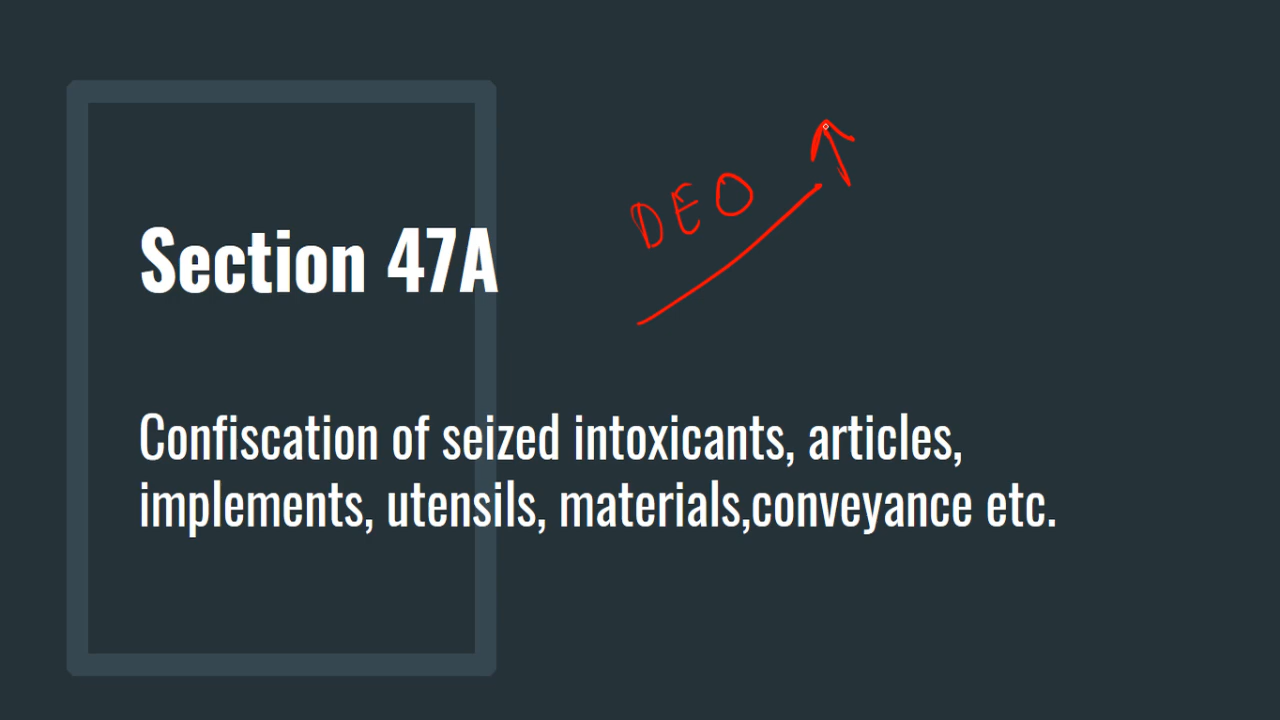 DEO
Section 47A
Confiscation of seized intoxicants, articles,
implements, utensils, materials,conveyance etc.